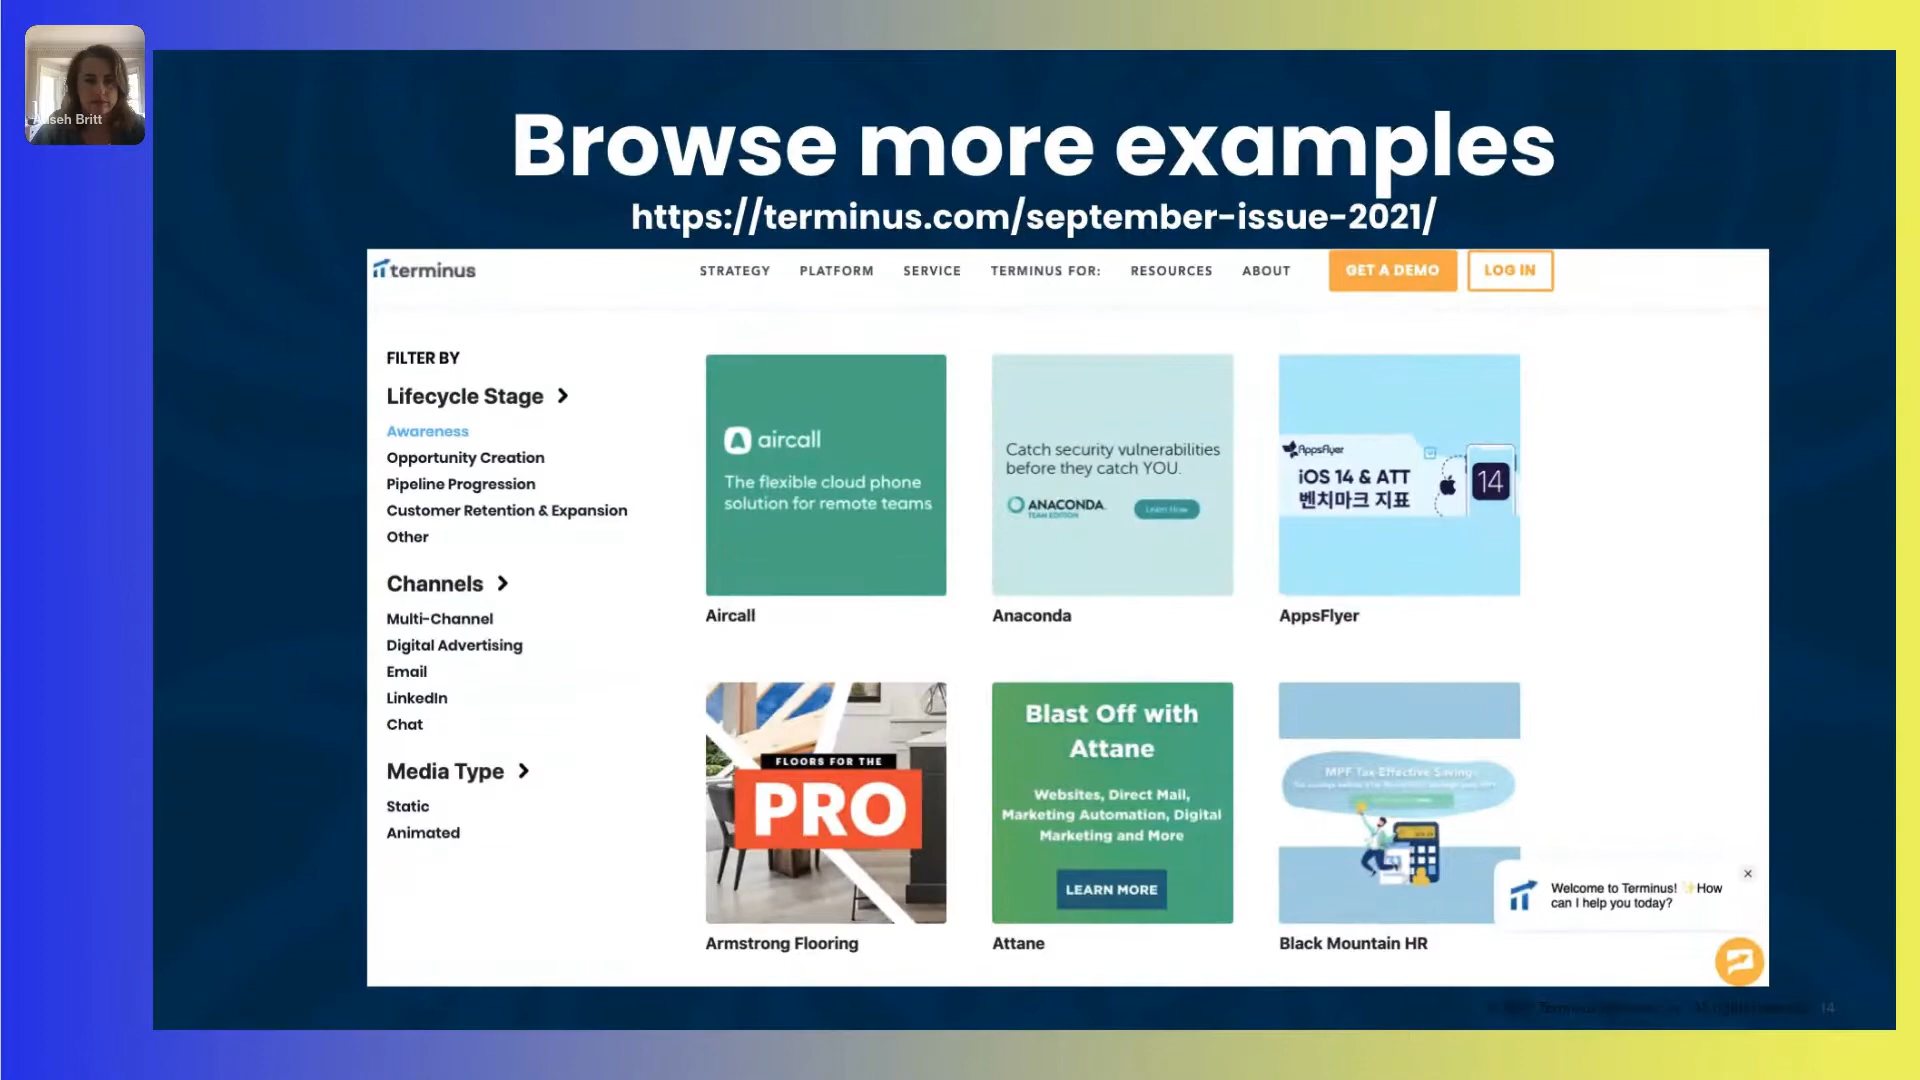 Browse more examples
https://terminus.com/september-issue-2021/
terminus
STRATEGY PLATFORM SERVICE TERMINUS FOR: RESOURCES ABOUT GET A DEMO LOG IN
FILTER BY
Lifecycle Stage
Awareness
Opportunity Creation
Pipeline Progression
Customer Retention & Expansion
Other
Channels
Multi-Channel
Digital Advertising
Email
LinkedIn
Chat
Media Type
Static
Animated
aircall
The flexible cloud phone
solution for remote teams
Aircall
Catch security vulnerabilities
before they catch YOU.
ANACONDA.
TEAM EDITION
Learn How
Anaconda
AppsFlyer
iOS 14 & ATT
벤치마크 지표
14
AppsFlyer
FLOORS FOR THE
PRO
Armstrong Flooring
Blast Off with
Attane
Websites, Direct Mail,
Marketing Automation, Digital
Marketing and More
LEARN MORE
Attane
MPF Tax-Effective Saving
Black Mountain HR
Welcome to Terminus! ✨How
can I help you today?
Britt
14